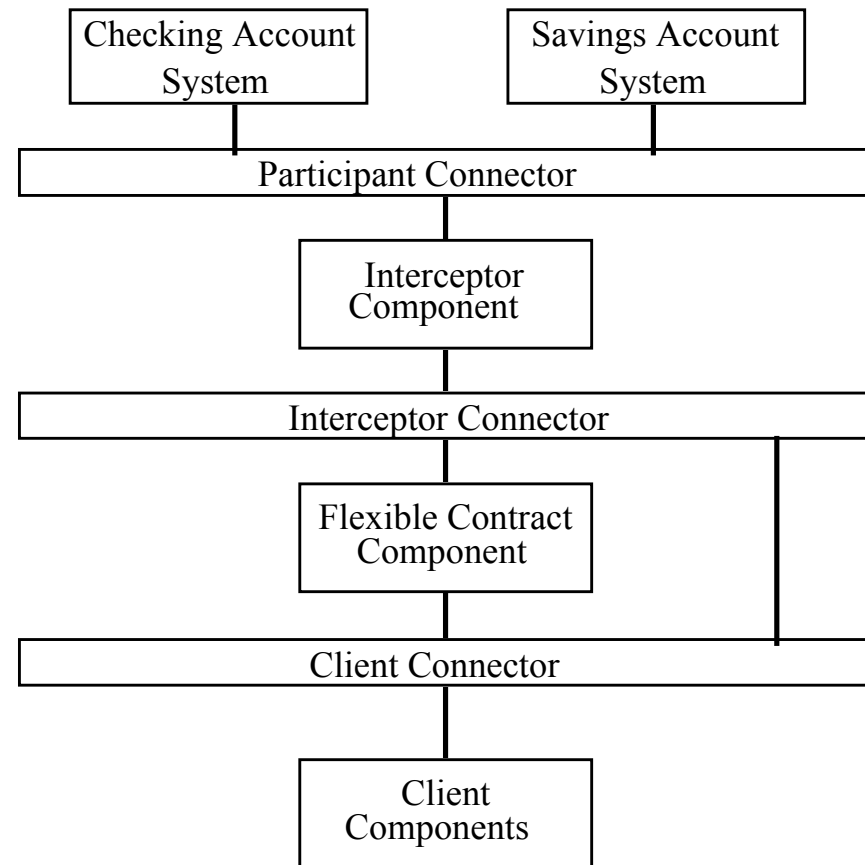 Checking Account
System
Savings Account
System
Participant Connector
Interceptor
Component
Interceptor Connector
Flexible Contract
Component
Client Connector
Client
Components